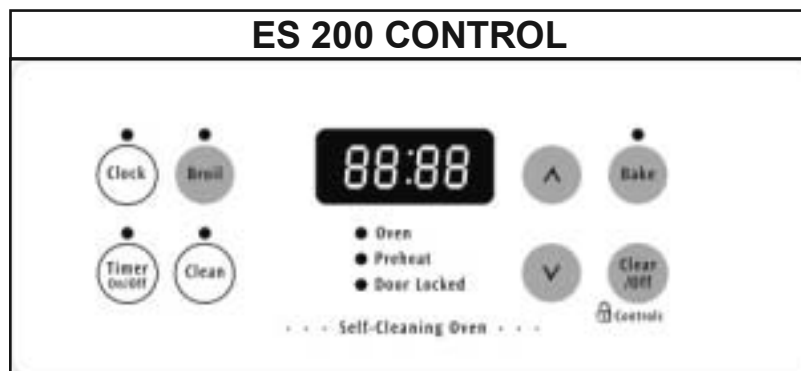 ES 200 CONTROL
Clock
Broil
88:88
Bake
Oven
Preheat
Door Locked
Timer
On/Off
Clean
Clear
/Off
Controls
Self-Cleaning Oven